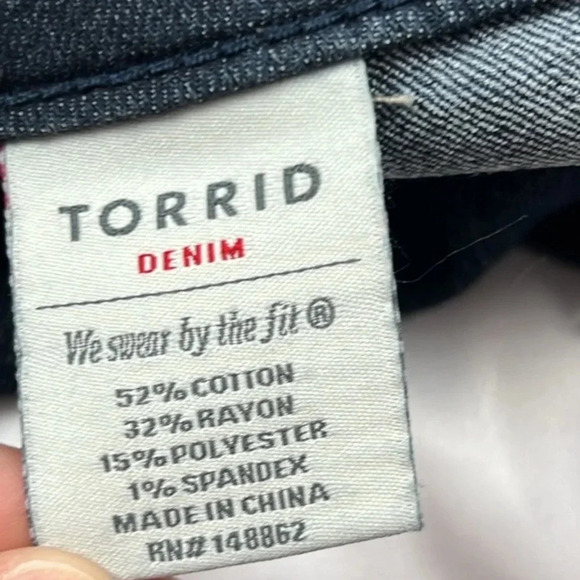 TORRID
DENIM
We swear by the fit®
52% COTTON
32% RAYON
15% POLYESTER
1% SPANDEX
MADE IN CHINA
RN# 148862